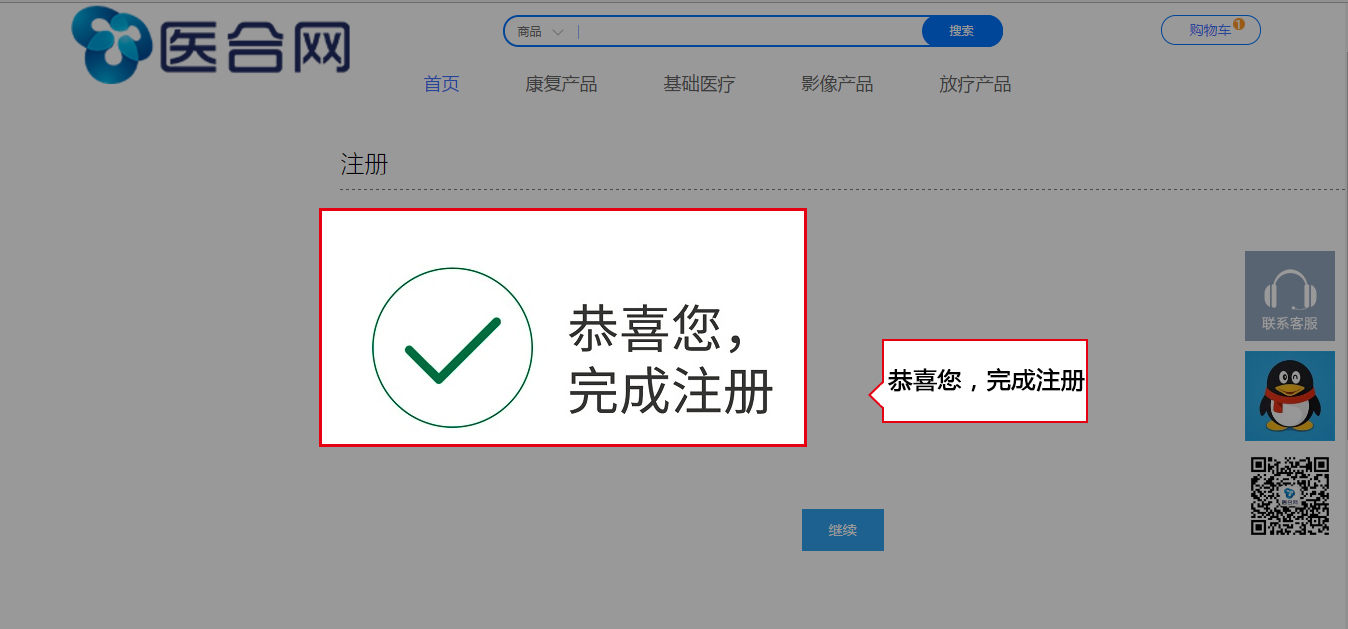 医合网
商品
搜索
购物车 1
首页 康复产品 基础医疗 影像产品 放疗产品
注册
恭喜您，
完成注册
恭喜您，完成注册
联系客服
继续